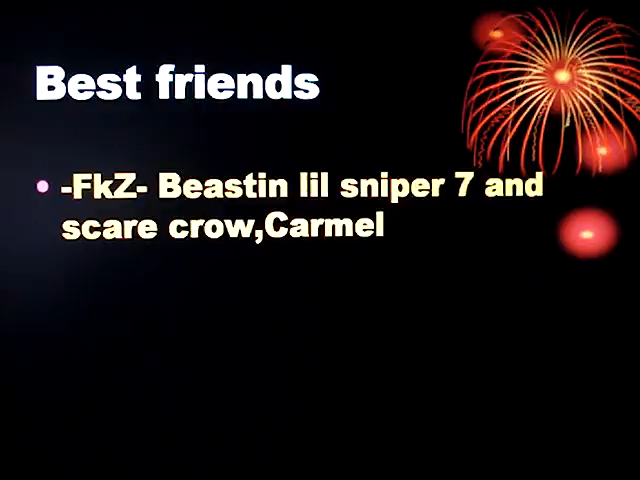 Best friends
-FkZ- Beastin lil sniper 7 and
scare crow,Carmel